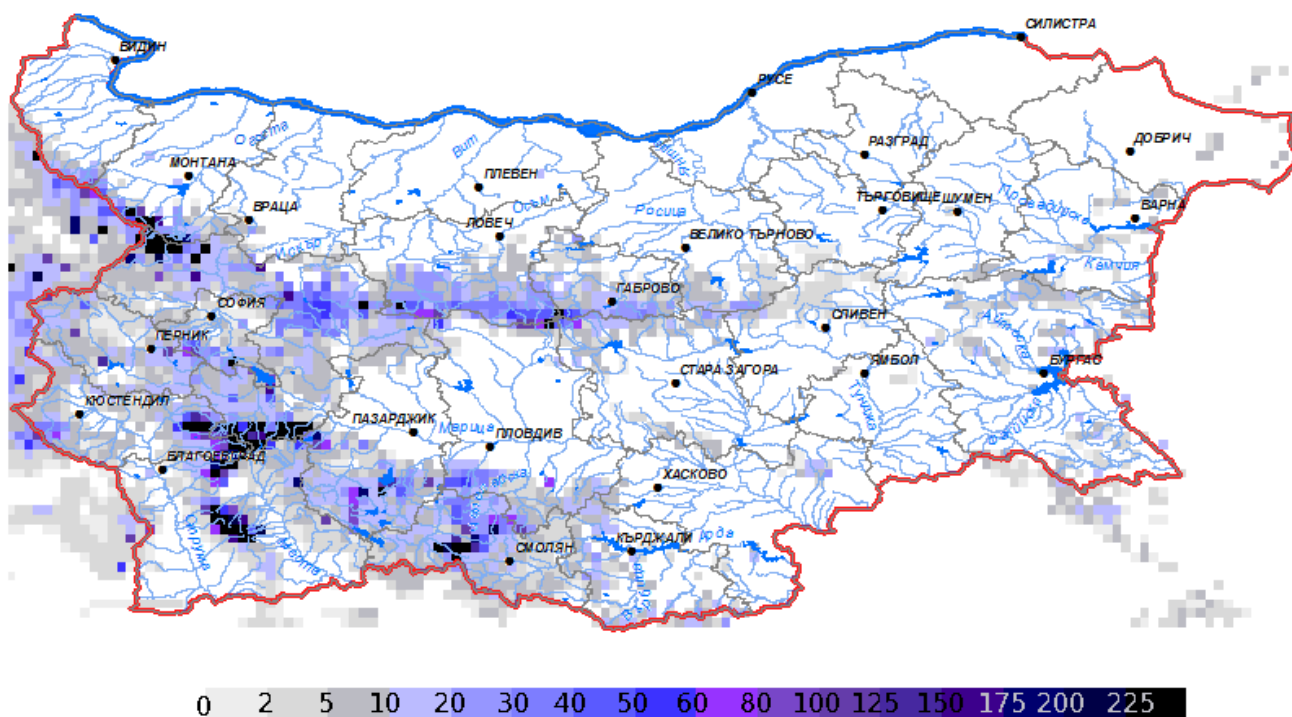 СИЛИСТРА
ВИДИН
РУСЕ
Огоста
ДОБРИЧ
РАЗГРАД
Вит
МОНТАНА
ПЛЕВЕН
ТЪРГОВИЩЕ
ШУМЕН
Провадийска
ВАРНА
Осъм
Росица
ВРАЦА
ЛОВЕЧ
ВЕЛИКО ТЪРНОВО
Камчия
ГАБРОВО
СОФИЯ
СЛИВЕН
ПЕРНИК
ЯМБОЛ
БУРГАС
СТАРА ЗАГОРА
КЮСТЕНДИЛ
ПАЗАРДЖИК
Марица
ПЛОВДИВ
Тунджа
БЛАГОЕВГРАД
ХАСКОВО
Струма
КЪРДЖАЛИ
СМОЛЯН
0 2 5 10 20 30 40 50 60 80 100 125 150 175 200 225